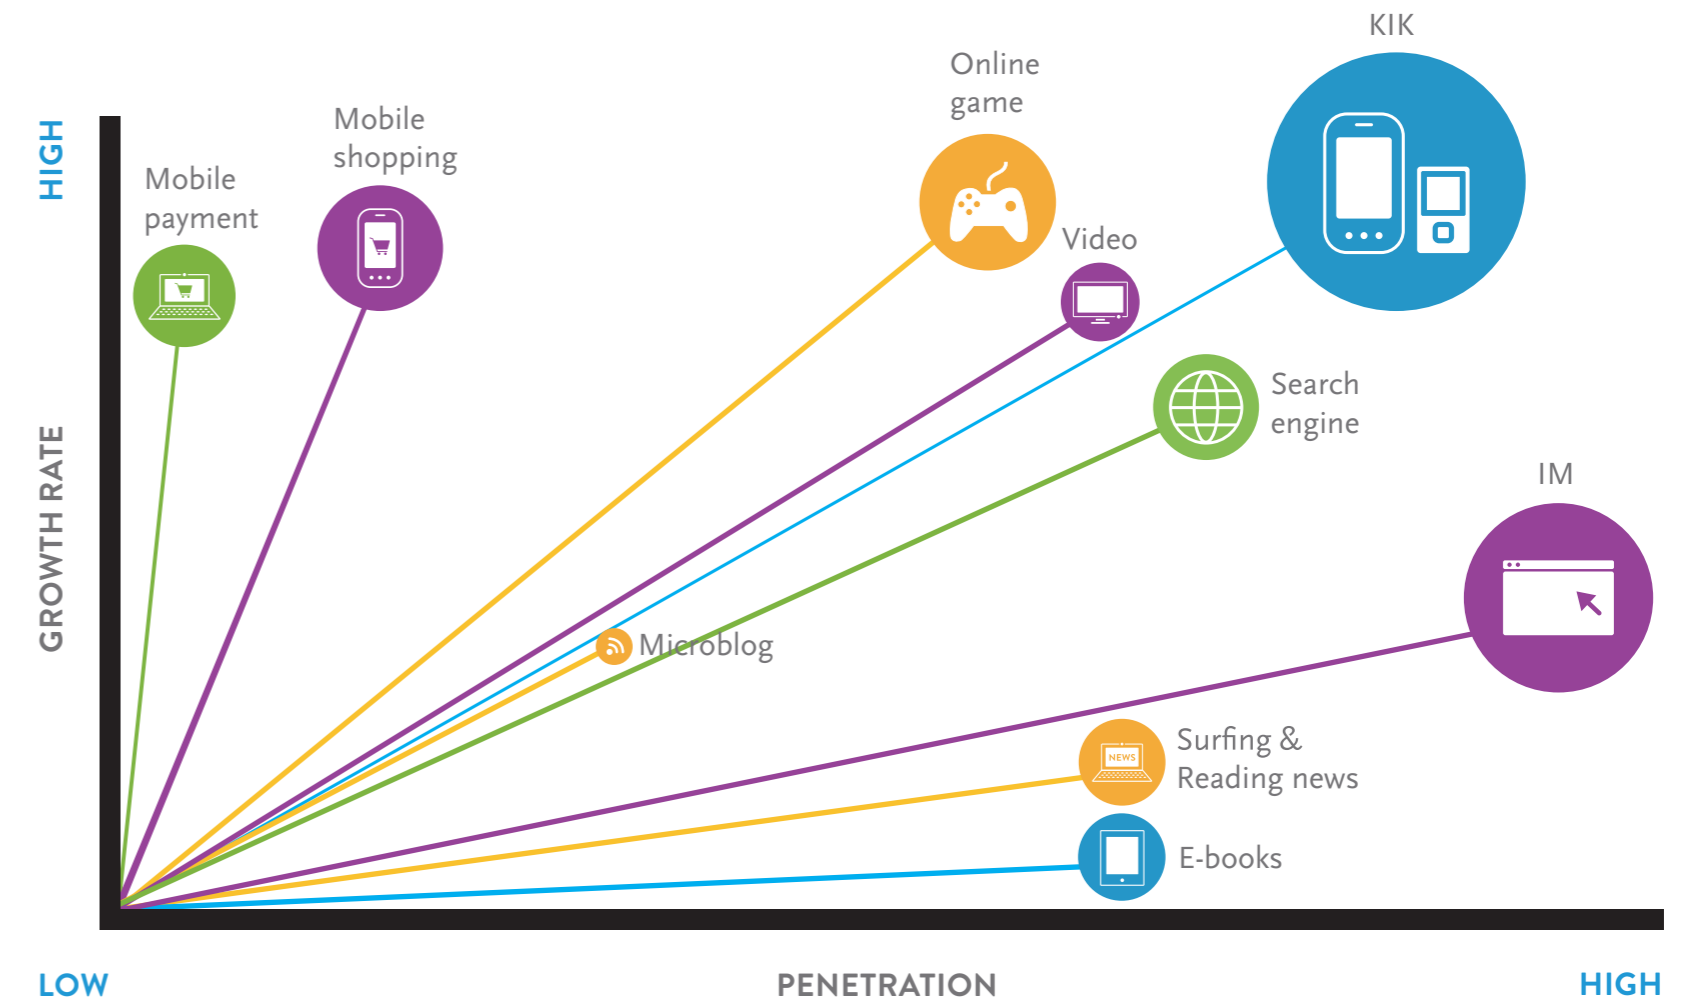 KIK
Online
game
Mobile
shopping
HIGH
Mobile
payment
Video
Search
engine
GROWTH RATE
IM
Microblog
NEWS
Surfing &
Reading news
E-books
LOW
PENETRATION
HIGH